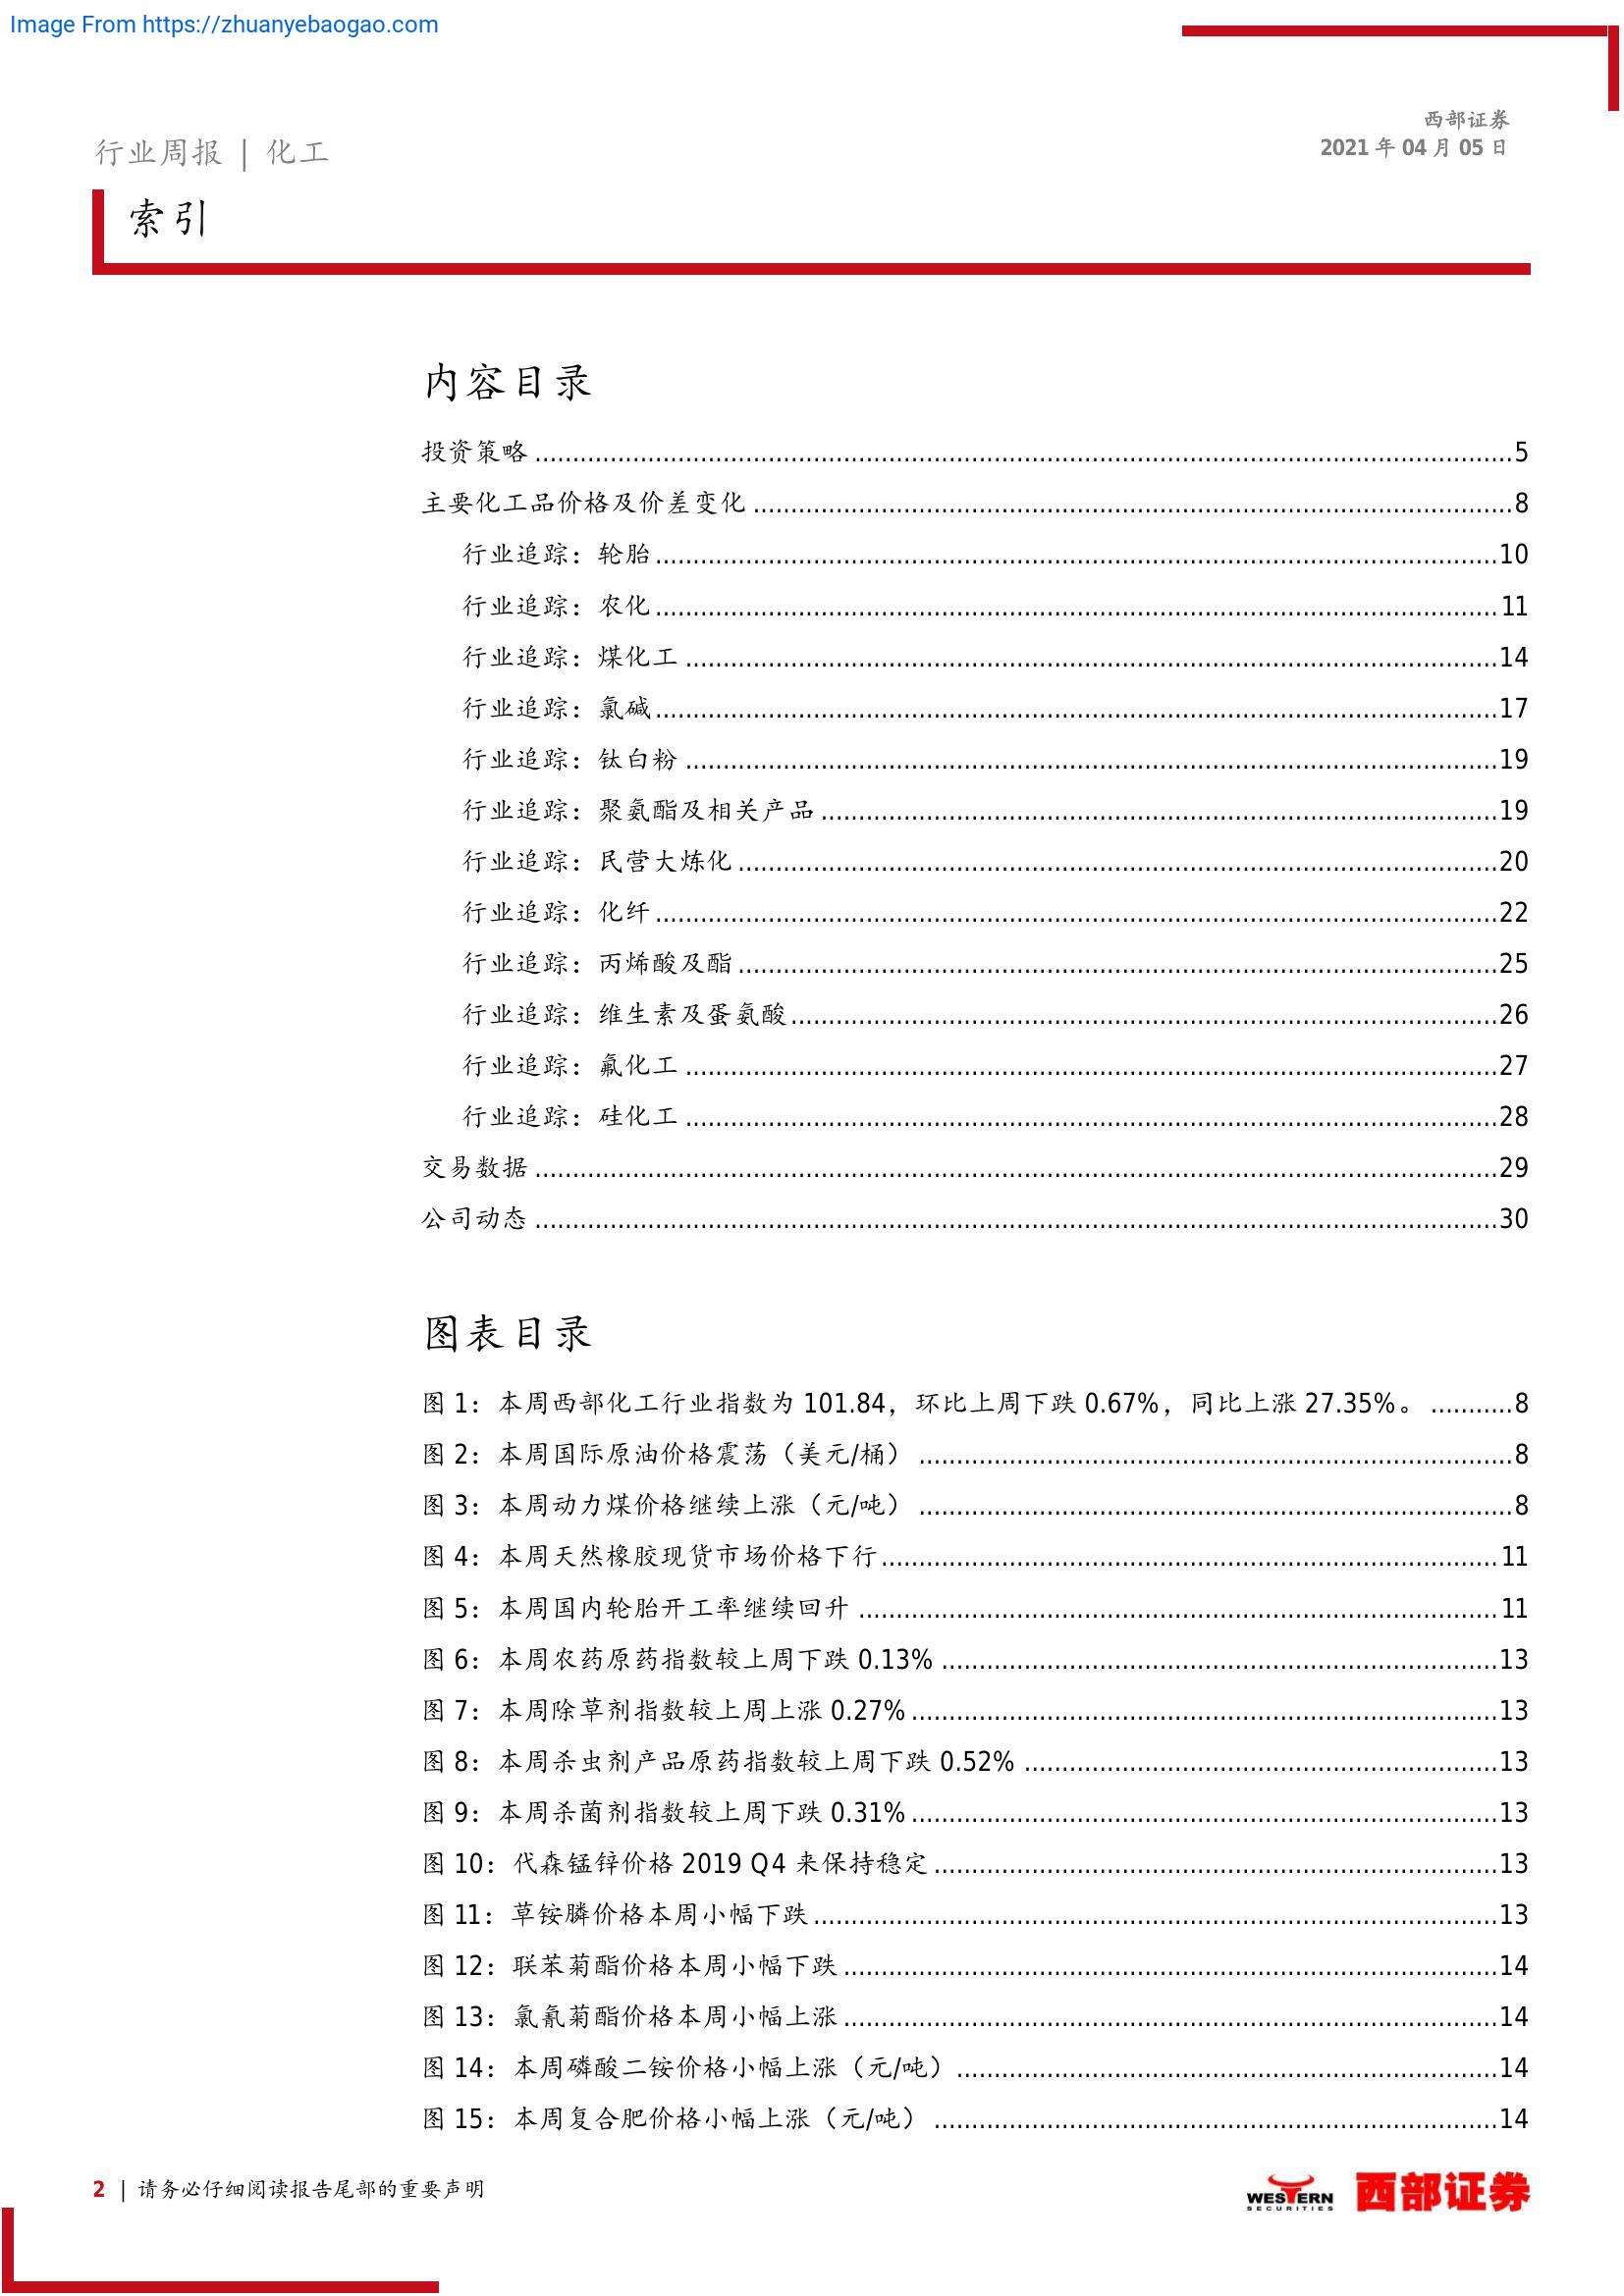 Image From https://zhuanyebaogao.com
西部证券
2021 年 04 月 05 日
行业周报 | 化工
索引
内容目录
投资策略 ........ 5
主要化工品价格及价差变化 ........ 8
行业追踪：轮胎 ........ 10
行业追踪：农化 ........ 11
行业追踪：煤化工 ........ 14
行业追踪：氯碱 ........ 17
行业追踪：钛白粉 ........ 19
行业追踪：聚氨酯及相关产品 ........ 19
行业追踪：民营大炼化 ........ 20
行业追踪：化纤 ........ 22
行业追踪：丙烯酸及酯 ........ 25
行业追踪：维生素及蛋氨酸 ........ 26
行业追踪：氟化工 ........ 27
行业追踪：硅化工 ........ 28
交易数据 ........ 29
公司动态 ........ 30
图表目录
图 1：本周西部化工行业指数为 101.84，环比上周下跌 0.67%，同比上涨 27.35%。 ........ 8
图 2：本周国际原油价格震荡（美元/桶） ........ 8
图 3：本周动力煤价格继续上涨（元/吨） ........ 8
图 4：本周天然橡胶现货市场价格下行 ........ 11
图 5：本周国内轮胎开工率继续回升 ........ 11
图 6：本周农药原药指数较上周下跌 0.13% ........ 13
图 7：本周除草剂指数较上周上涨 0.27% ........ 13
图 8：本周杀虫剂产品原药指数较上周下跌 0.52% ........ 13
图 9：本周杀菌剂指数较上周下跌 0.31% ........ 13
图 10：代森锰锌价格 2019 Q4 来保持稳定 ........ 13
图 11：草铵膦价格本周小幅下跌 ........ 13
图 12：联苯菊酯价格本周小幅下跌 ........ 14
图 13：氯氰菊酯价格本周小幅上涨 ........ 14
图 14：本周磷酸二铵价格小幅上涨（元/吨） ........ 14
图 15：本周复合肥价格小幅上涨（元/吨） ........ 14
2 | 请务必仔细阅读报告尾部的重要声明
WESTERN SECURITIES 西部证券